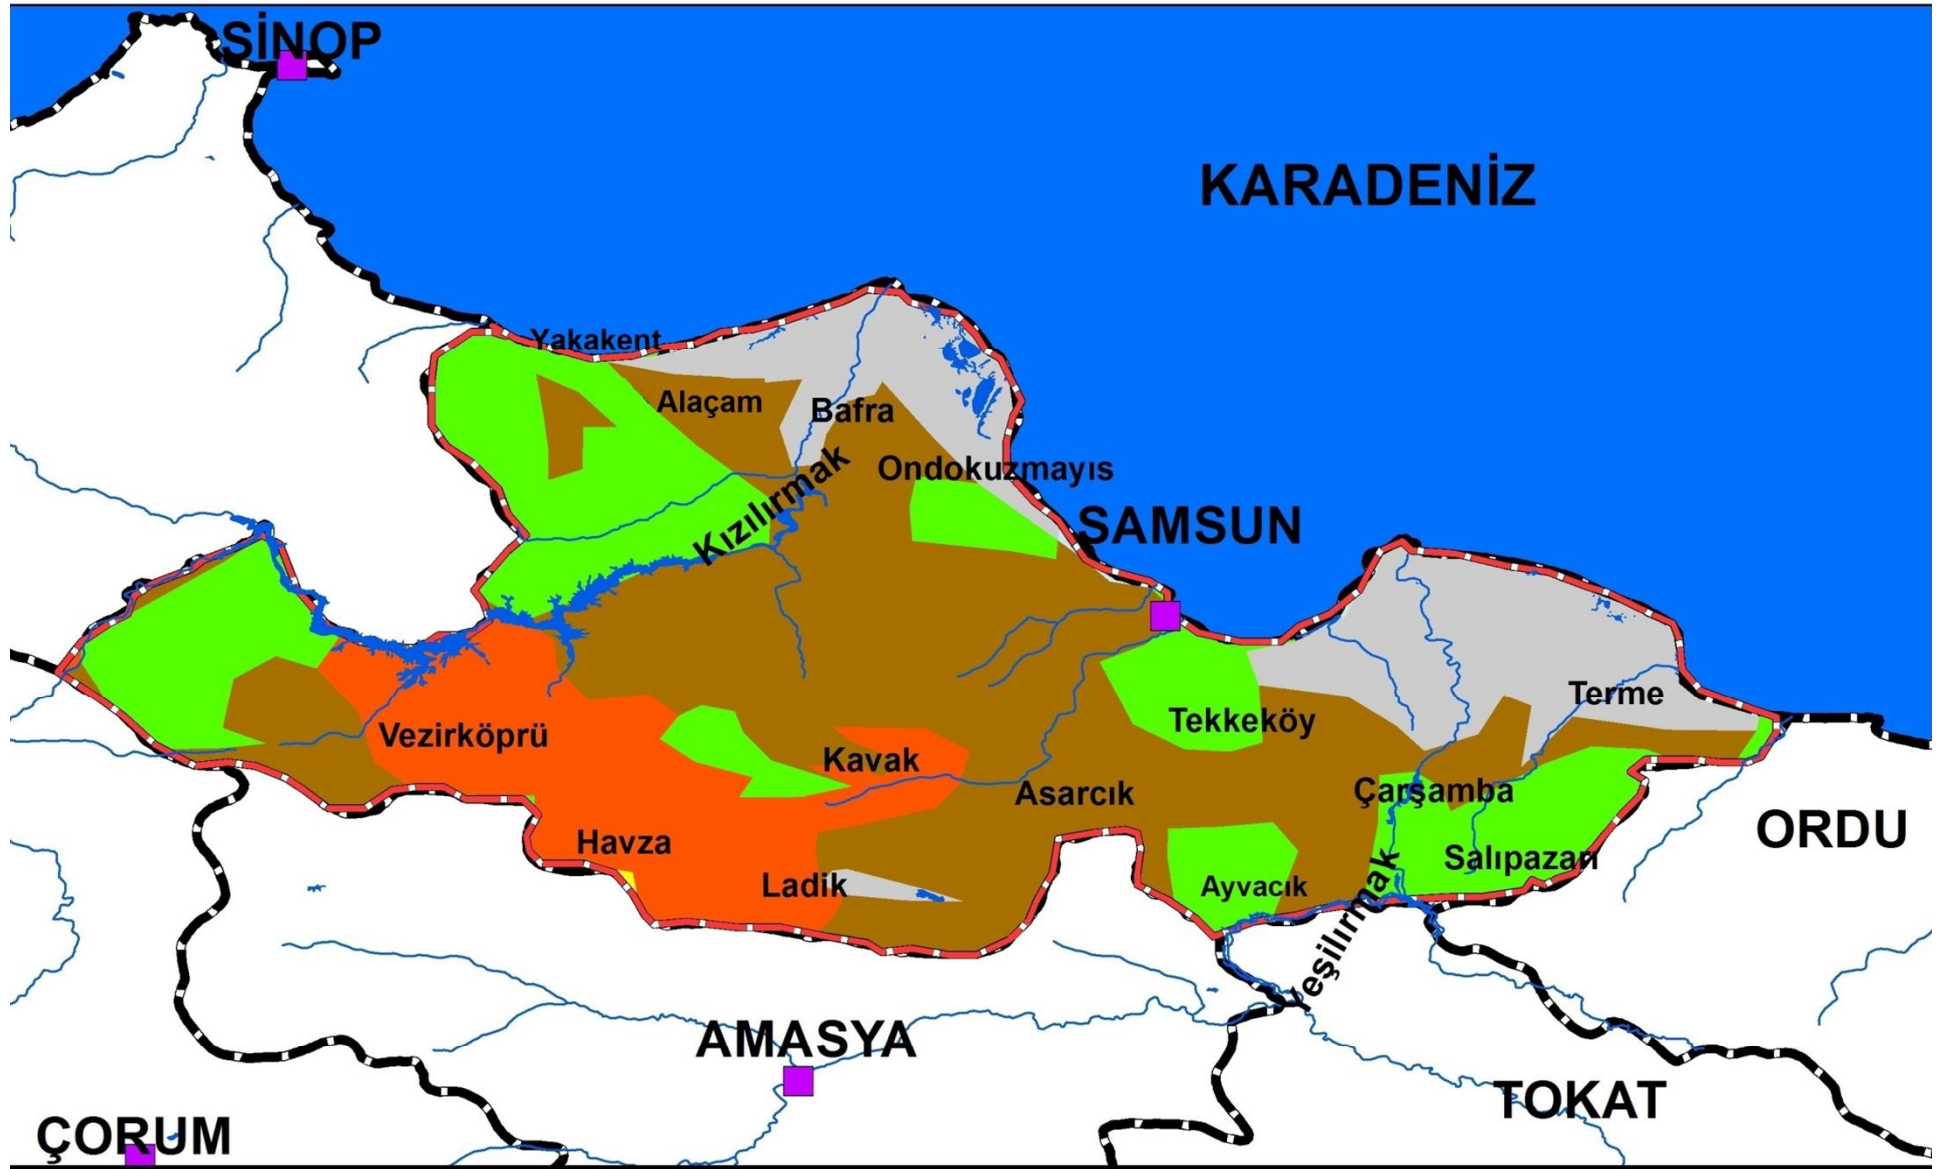 SİNOP
KARADENİZ
Yakakent
Alaçam
Bafra
Ondokuzmayıs
Kızılırmak
SAMSUN
Terme
Tekkeköy
Vezirköprü
Kavak
Asarcık
Çarşamba
ORDU
Havza
Salıpazarı
Ladik
Ayvacık
Yeşilırmak
AMASYA
TOKAT
ÇORUM